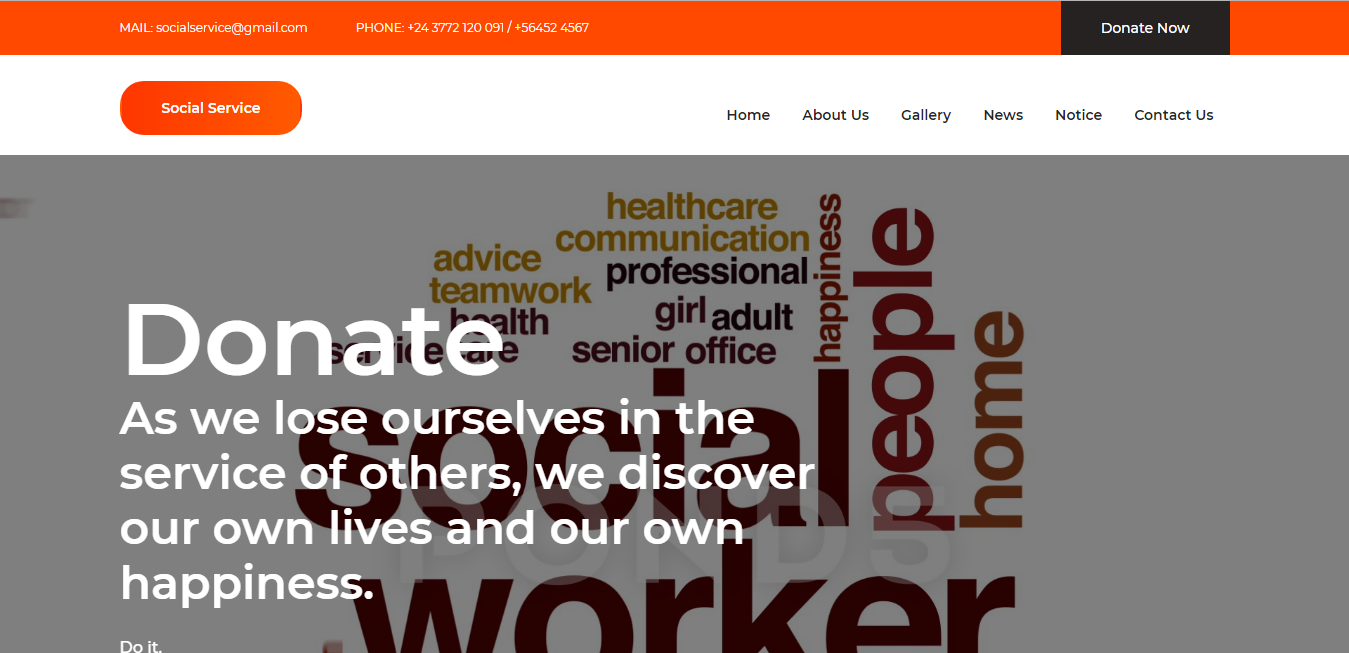 MAIL: socialservice@gmail.com PHONE: +24 3772 120 091 / +56452 4567 Donate Now
Social Service
Home About Us Gallery News Notice Contact Us
healthcare
communication
advice
professional
teamwork
happiness
people
girl adult
health
service care
senior office
home
Donate
social
As we lose ourselves in the
service of others, we discover
our own lives and our own
happiness.
POND5
worker
Do it.